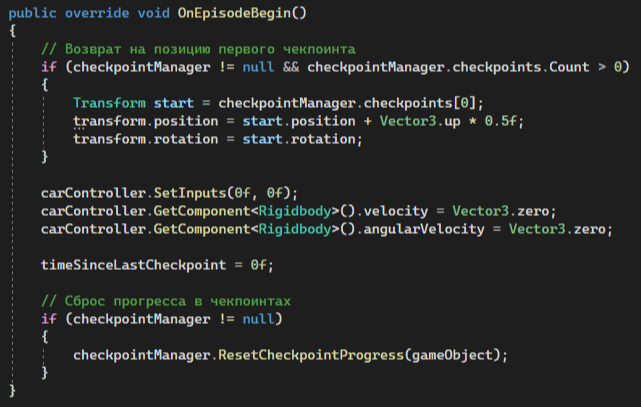 public override void OnEpisodeBegin()
{
    // Возврат на позицию первого чекпоинта
    if (checkpointManager != null && checkpointManager.checkpoints.Count > 0)
    {
        Transform start = checkpointManager.checkpoints[0];
        transform.position = start.position + Vector3.up * 0.5f;
        transform.rotation = start.rotation;
    }

    carController.SetInputs(0f, 0f);
    carController.GetComponent<Rigidbody>().velocity = Vector3.zero;
    carController.GetComponent<Rigidbody>().angularVelocity = Vector3.zero;

    timeSinceLastCheckpoint = 0f;

    // Сброс прогресса в чекпоинтах
    if (checkpointManager != null)
    {
        checkpointManager.ResetCheckpointProgress(gameObject);
    }
}